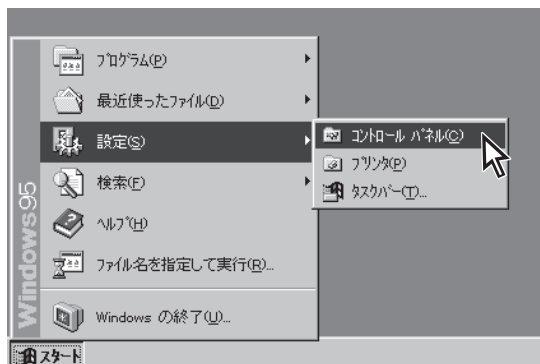 ﾌﾟﾛｸﾞﾗﾑ(P)
最近使ったﾌｧｲﾙ(D)
設定(S)
検索(F)
ﾍﾙﾌﾟ(H)
ﾌｧｲﾙ名を指定して実行(R)...
Windows の終了(U)...
ｺﾝﾄﾛｰﾙ ﾊﾟﾈﾙ(C)
ﾌﾟﾘﾝﾀ(P)
ﾀｽｸﾊﾞｰ(T)...
Windows95
ｽﾀｰﾄ